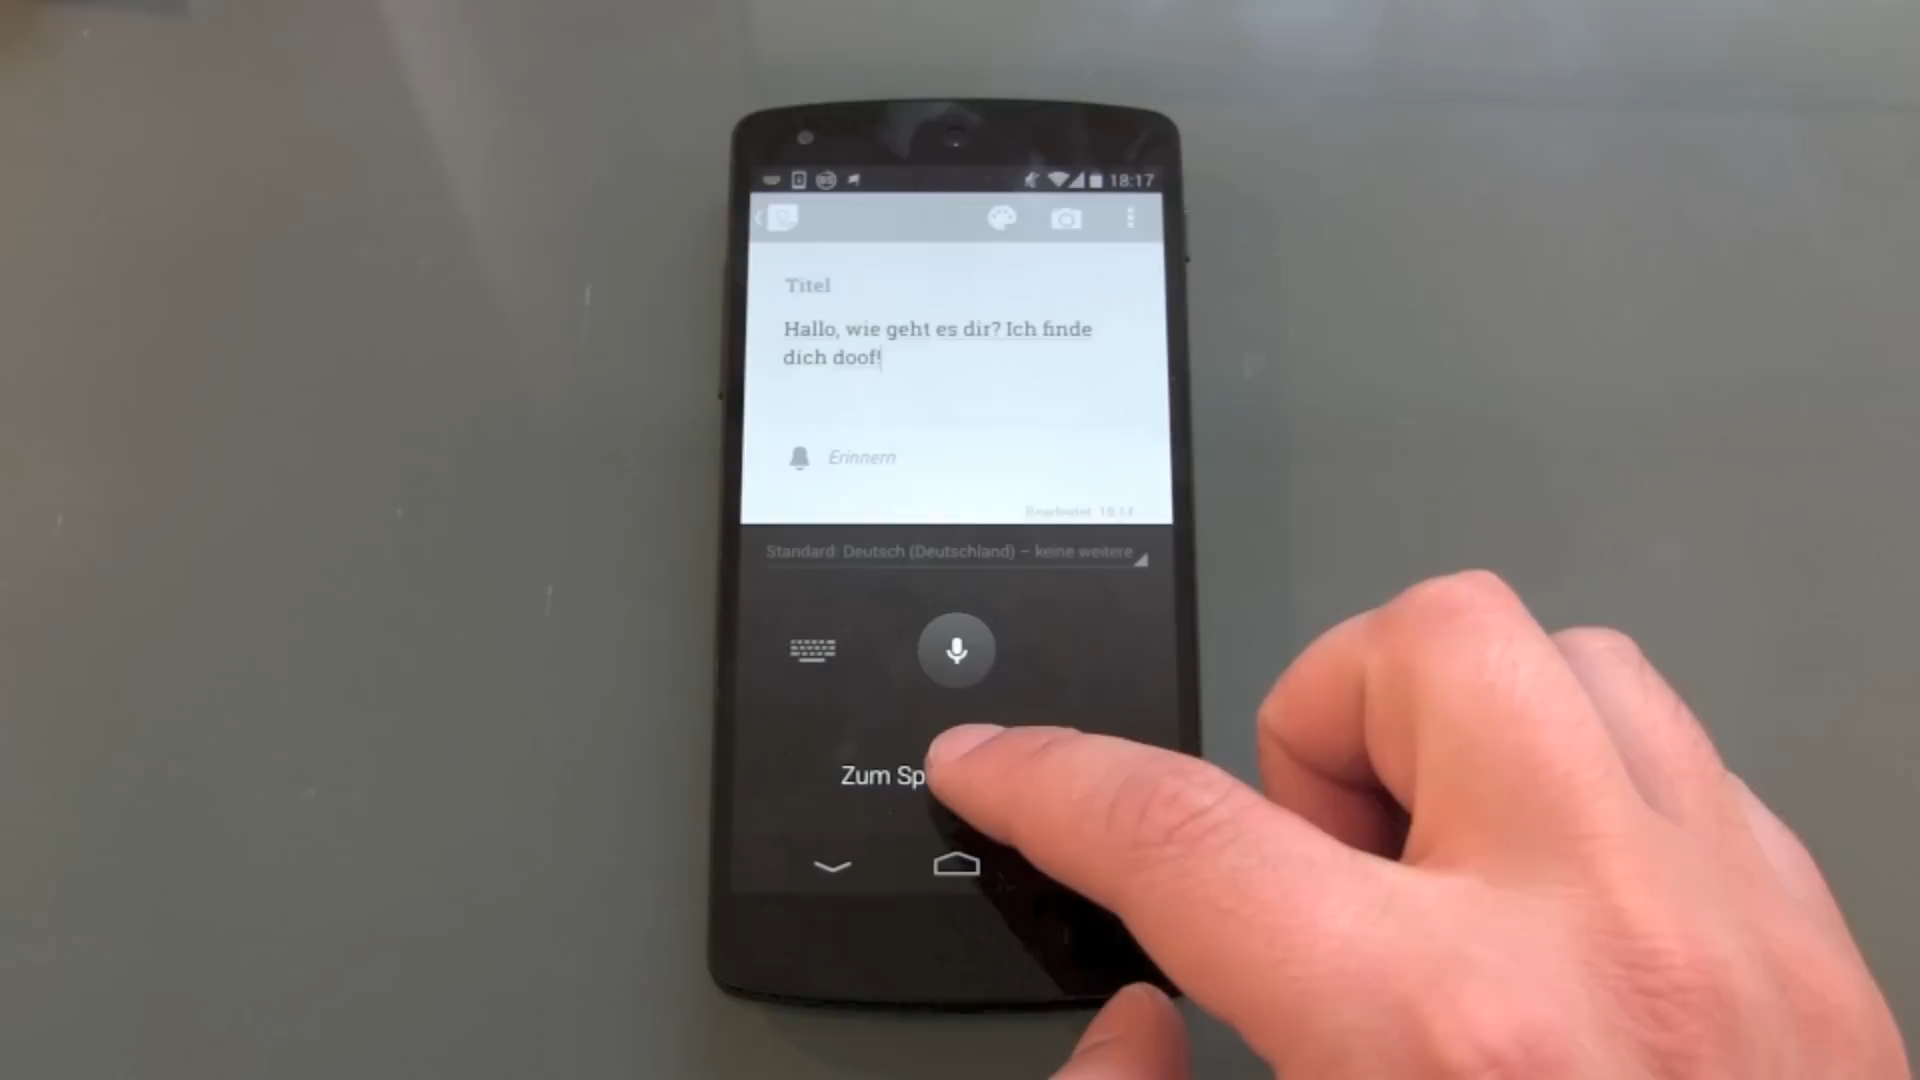 18:17
Titel
Hallo, wie geht es dir? Ich finde
dich doof!
Erinnern
Bearbeitet 18:14
Standard: Deutsch (Deutschland) – keine weitere
Zum Sp